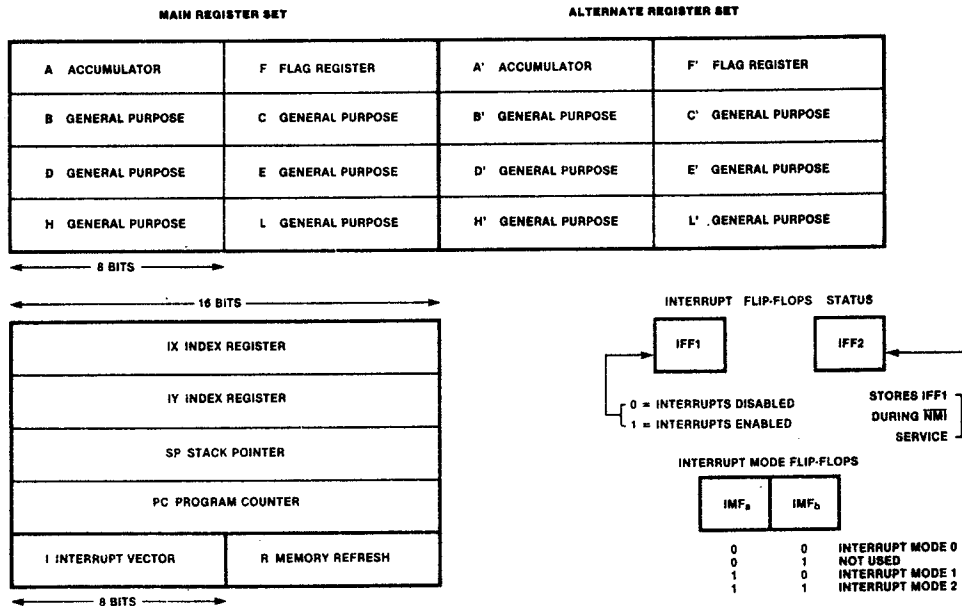 MAIN REGISTER SET
ALTERNATE REGISTER SET
A ACCUMULATOR
F FLAG REGISTER
A' ACCUMULATOR
F' FLAG REGISTER
B GENERAL PURPOSE
C GENERAL PURPOSE
B' GENERAL PURPOSE
C' GENERAL PURPOSE
D GENERAL PURPOSE
E GENERAL PURPOSE
D' GENERAL PURPOSE
E' GENERAL PURPOSE
H GENERAL PURPOSE
L GENERAL PURPOSE
H' GENERAL PURPOSE
L' GENERAL PURPOSE
8 BITS
16 BITS
IX INDEX REGISTER
IY INDEX REGISTER
SP STACK POINTER
PC PROGRAM COUNTER
I INTERRUPT VECTOR
R MEMORY REFRESH
8 BITS
INTERRUPT FLIP-FLOPS STATUS
IFF1
IFF2
0 = INTERRUPTS DISABLED
1 = INTERRUPTS ENABLED
STORES IFF1
DURING NMI
SERVICE
INTERRUPT MODE FLIP-FLOPS
IMFa
IMFb
0 0 INTERRUPT MODE 0
0 1 NOT USED
1 0 INTERRUPT MODE 1
1 1 INTERRUPT MODE 2